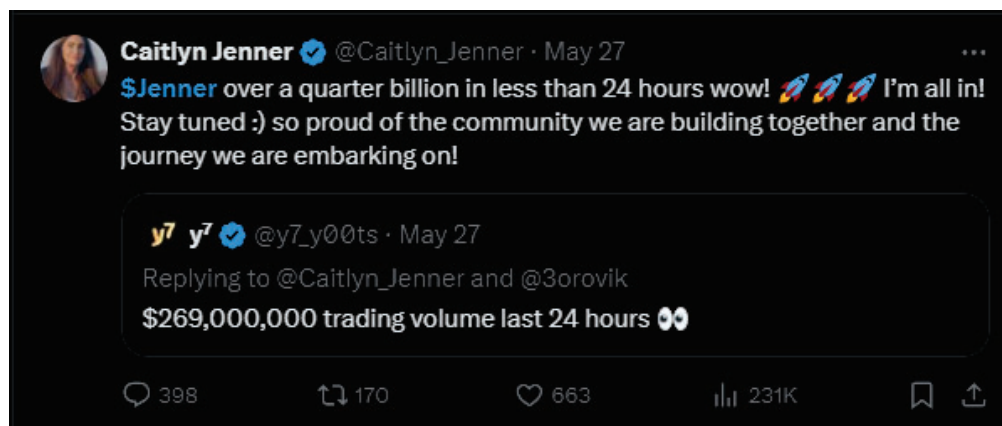 Caitlyn Jenner @Caitlyn_Jenner · May 27
$Jenner over a quarter billion in less than 24 hours wow! 🚀🚀🚀 I'm all in!
Stay tuned :) so proud of the community we are building together and the
journey we are embarking on!
y⁷ y⁷ @y7_y00ts · May 27
Replying to @Caitlyn_Jenner and @3orovik
$269,000,000 trading volume last 24 hours 👀
398 170 663 231K